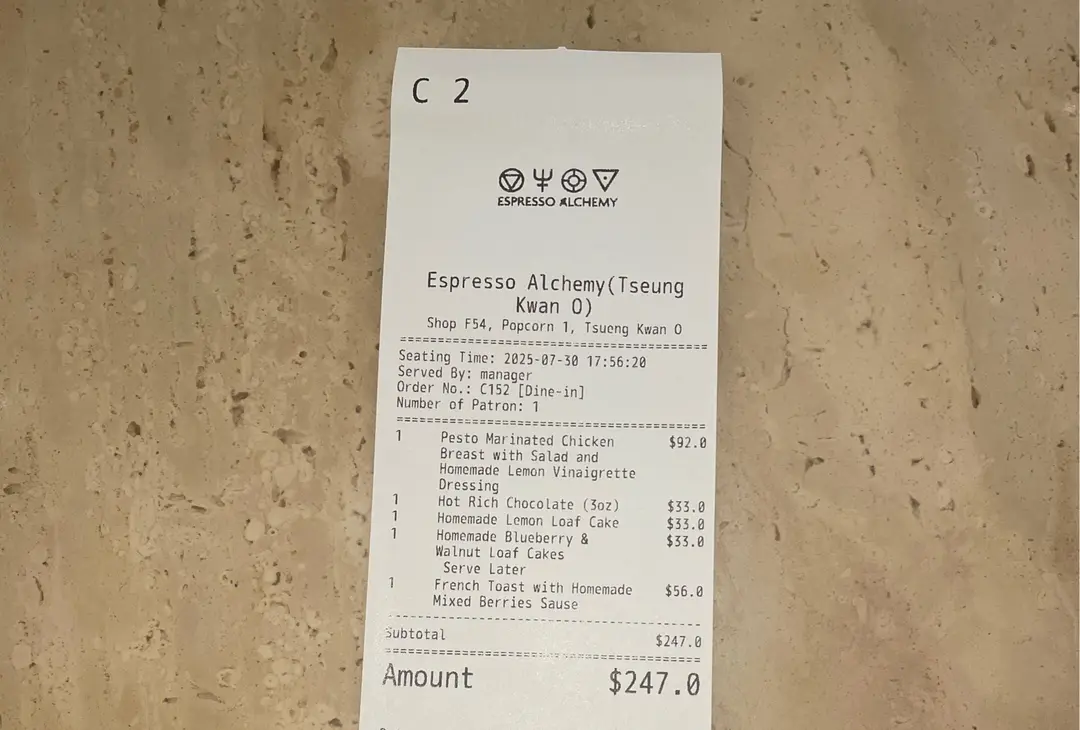 C 2
ESPRESSO ALCHEMY
Espresso Alchemy(Tseung
Kwan O)
Shop F54, Popcorn 1, Tsueng Kwan O
Seating Time: 2025-07-30 17:56:20
Served By: manager
Order No.: C152 [Dine-in]
Number of Patron: 1
1 Pesto Marinated Chicken $92.0
Breast with Salad and
Homemade Lemon Vinaigrette
Dressing
1 Hot Rich Chocolate (3oz) $33.0
1 Homemade Lemon Loaf Cake $33.0
1 Homemade Blueberry & $33.0
Walnut Loaf Cakes
Serve Later
1 French Toast with Homemade $56.0
Mixed Berries Sause
Subtotal $247.0
Amount $247.0